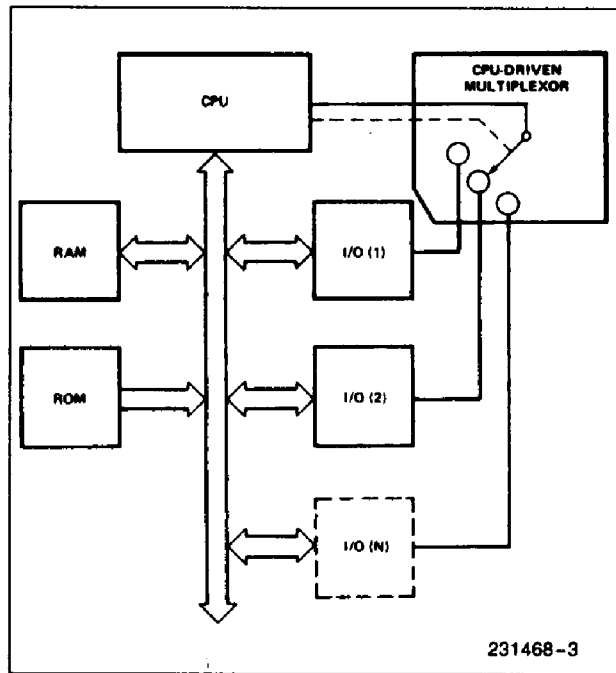 CPU
CPU-DRIVEN
MULTIPLEXOR
RAM
I/O (1)
ROM
I/O (2)
I/O (N)
231468-3